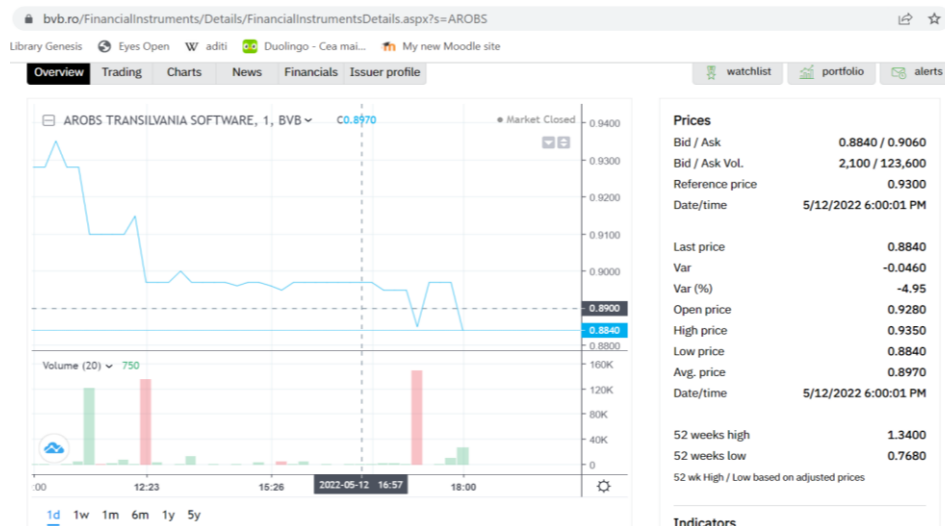 bvb.ro/FinancialInstruments/Details/FinancialInstrumentsDetails.aspx?s=AROBS
Library Genesis Eyes Open W aditi Duolingo - Cea mai... My new Moodle site
Overview Trading Charts News Financials Issuer profile
watchlist portfolio alerts
AROBS TRANSILVANIA SOFTWARE, 1, BVB C0.8970
Market Closed
0.9400
0.9300
0.9200
0.9100
0.9000
0.8900
0.8840
0.8800
Volume (20) 750
160K
120K
80K
40K
0
:00 12:23 15:26 2022-05-12 16:57 18:00
1d 1w 1m 6m 1y 5y
Prices
Bid / Ask 0.8840 / 0.9060
Bid / Ask Vol. 2,100 / 123,600
Reference price 0.9300
Date/time 5/12/2022 6:00:01 PM
Last price 0.8840
Var -0.0460
Var (%) -4.95
Open price 0.9280
High price 0.9350
Low price 0.8840
Avg. price 0.8970
Date/time 5/12/2022 6:00:01 PM
52 weeks high 1.3400
52 weeks low 0.7680
52 wk High / Low based on adjusted prices
Indicators